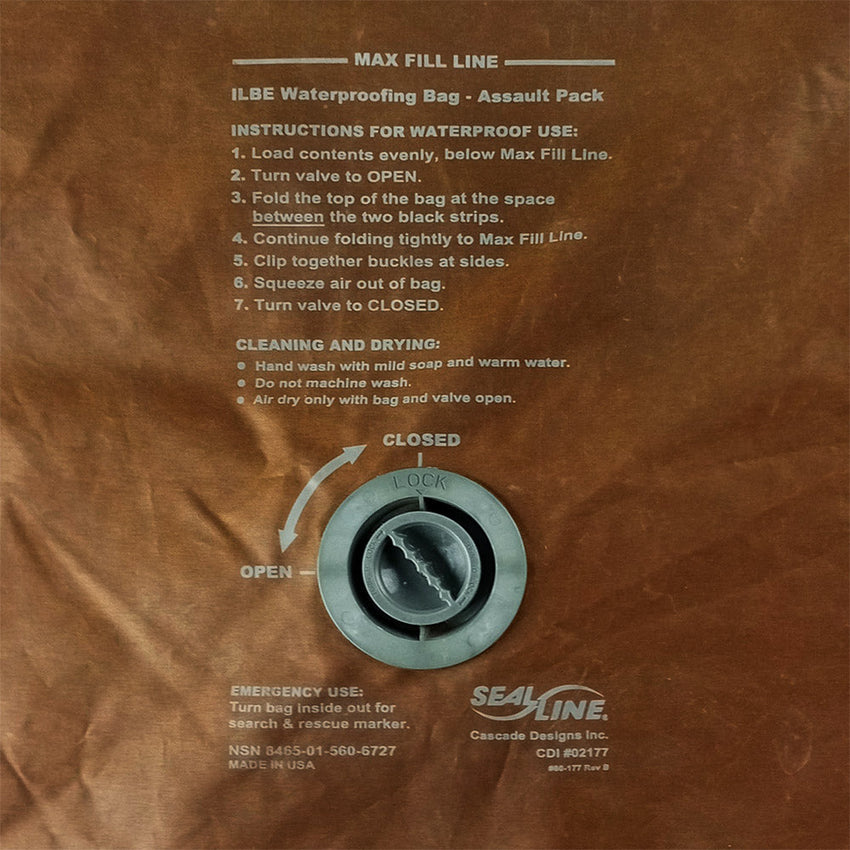 MAX FILL LINE
ILBE Waterproofing Bag - Assault Pack
INSTRUCTIONS FOR WATERPROOF USE:
1. Load contents evenly, below Max Fill Line.
2. Turn valve to OPEN.
3. Fold the top of the bag at the space
between the two black strips.
4. Continue folding tightly to Max Fill Line.
5. Clip together buckles at sides.
6. Squeeze air out of bag.
7. Turn valve to CLOSED.
CLEANING AND DRYING:
• Hand wash with mild soap and warm water.
• Do not machine wash.
• Air dry only with bag and valve open.
CLOSED
LOCK
OPEN
EMERGENCY USE:
Turn bag inside out for
search & rescue marker.
NSN 8465-01-560-6727
MADE IN USA
SEAL LINE®
Cascade Designs Inc.
CDI #02177
#80-177 Rev B